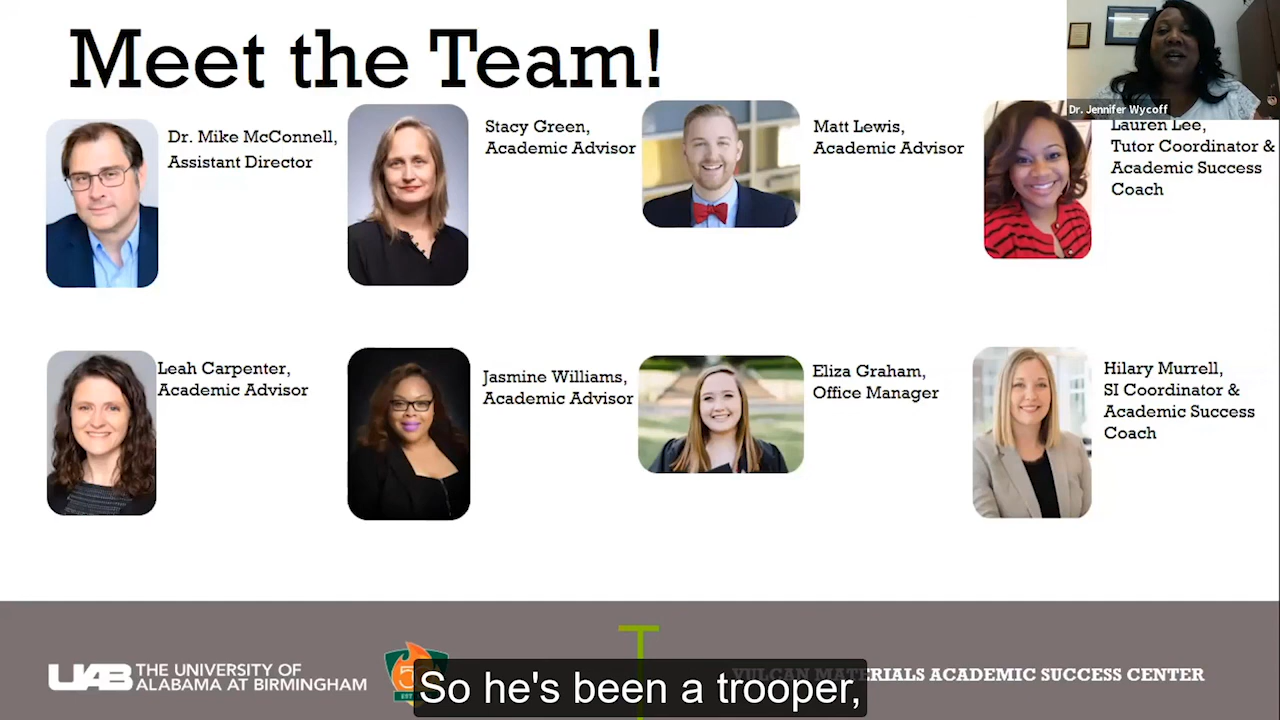 Meet the Team!
Dr. Jennifer Wycoff
Dr. Mike McConnell,
Assistant Director
Stacy Green,
Academic Advisor
Matt Lewis,
Academic Advisor
Lauren Lee,
Tutor Coordinator &
Academic Success
Coach
Leah Carpenter,
Academic Advisor
Jasmine Williams,
Academic Advisor
Eliza Graham,
Office Manager
Hilary Murrell,
SI Coordinator &
Academic Success
Coach
UAB THE UNIVERSITY OF
ALABAMA AT BIRMINGHAM
VULCAN MATERIALS ACADEMIC SUCCESS CENTER
So he's been a trooper,